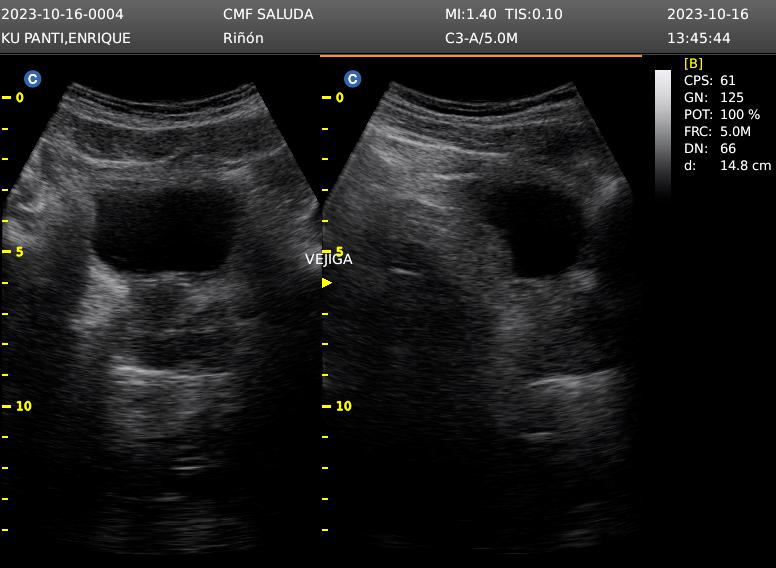 2023-10-16-0004 CMF SALUDA MI:1.40 TIS:0.10 2023-10-16
KU PANTI,ENRIQUE Riñón C3-A/5.0M 13:45:44
[B]
CPS: 61
GN: 125
POT: 100 %
FRC: 5.0M
DN: 66
d: 14.8 cm
C
0
5
10
C
0
5
10
VEJIGA